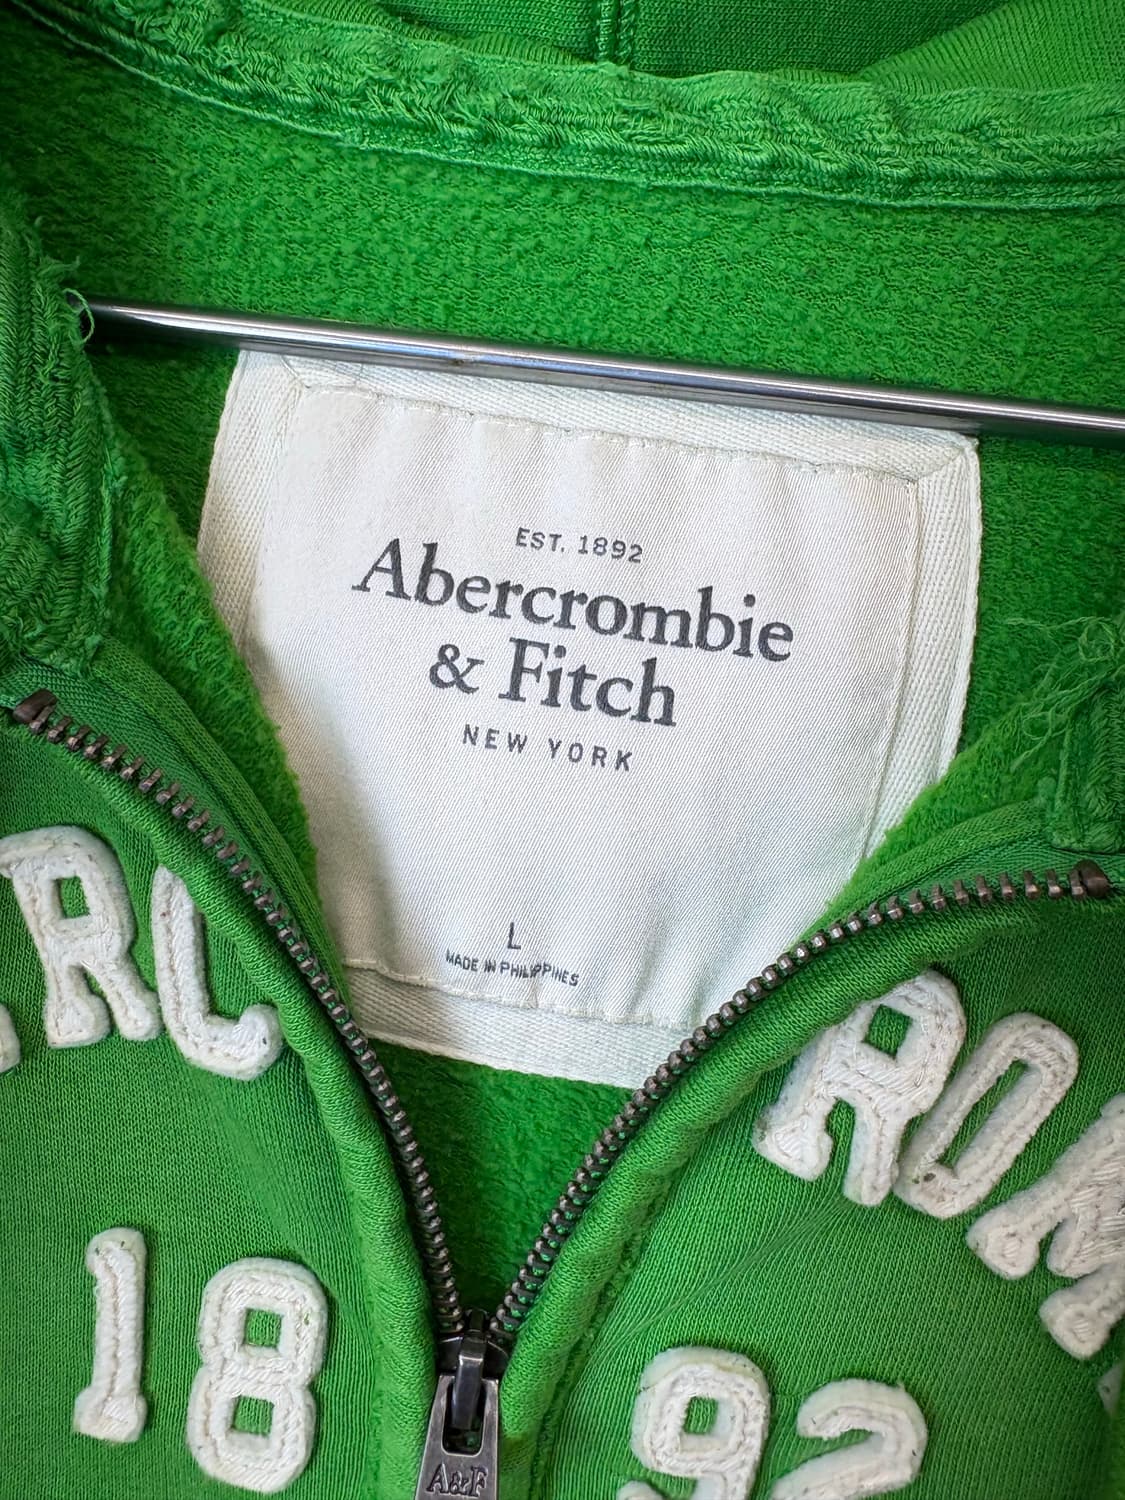 EST. 1892
Abercrombie
& Fitch
NEW YORK
L
MADE IN PHILIPPINES
RC ROM
18 92
A&F